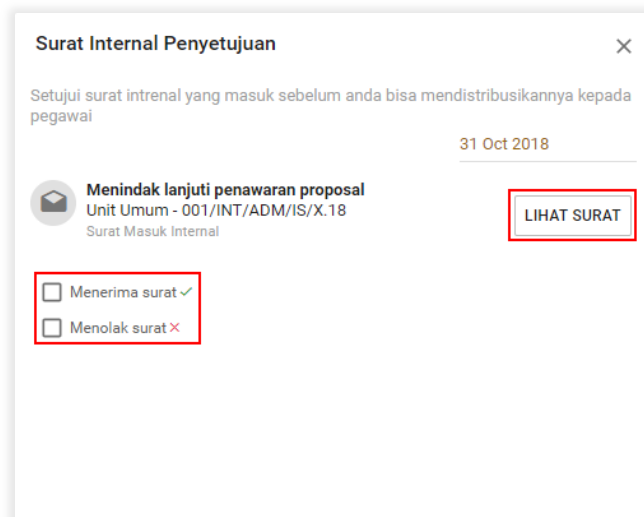 Surat Internal Penyetujuan
Setujui surat intrenal yang masuk sebelum anda bisa mendistribusikannya kepada
pegawai
31 Oct 2018
Menindak lanjuti penawaran proposal
Unit Umum - 001/INT/ADM/IS/X.18
Surat Masuk Internal
LIHAT SURAT
Menerima surat
Menolak surat